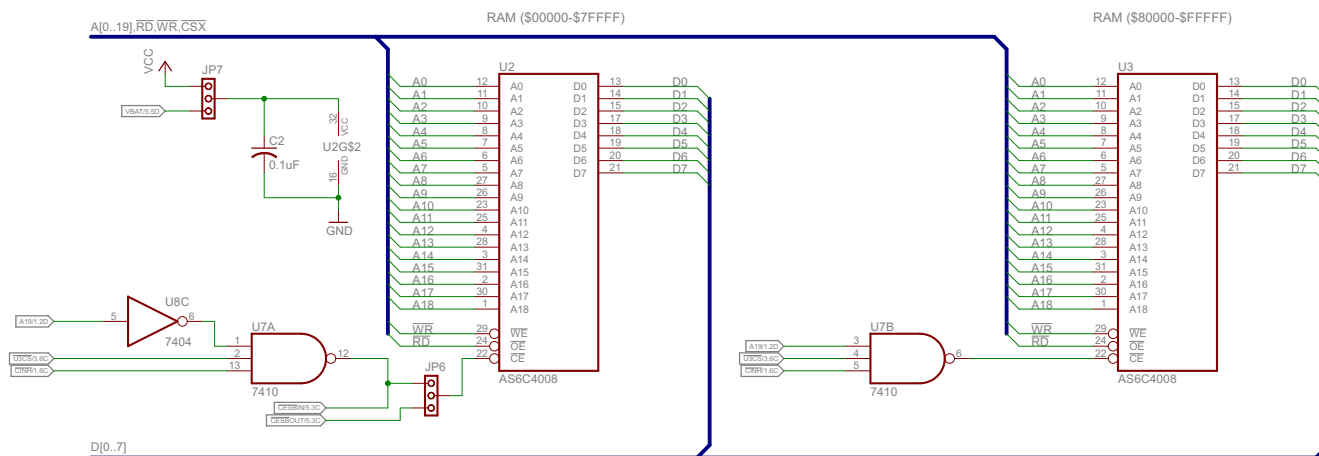 RAM ($00000-$7FFFF)
RAM ($80000-$FFFFF)
A[0..19],RD,WR,CSX
VCC
JP7
VBAT/5.5D
C2
0.1uF
32
VCC
U2G$2
GND
16
GND
U2
A0 12 A0 D0 13 D0
A1 11 A1 D1 14 D1
A2 10 A2 D2 15 D2
A3 9 A3 D3 17 D3
A4 8 A4 D4 18 D4
A5 7 A5 D5 19 D5
A6 6 A6 D6 20 D6
A7 5 A7 D7 21 D7
A8 27 A8
A9 26 A9
A10 23 A10
A11 25 A11
A12 4 A12
A13 28 A13
A14 3 A14
A15 31 A15
A16 2 A16
A17 30 A17
A18 1 A18
WR 29 WE
RD 24 OE
22 CE
AS6C4008
U3
A0 12 A0 D0 13 D0
A1 11 A1 D1 14 D1
A2 10 A2 D2 15 D2
A3 9 A3 D3 17 D3
A4 8 A4 D4 18 D4
A5 7 A5 D5 19 D5
A6 6 A6 D6 20 D6
A7 5 A7 D7 21 D7
A8 27 A8
A9 26 A9
A10 23 A10
A11 25 A11
A12 4 A12
A13 28 A13
A14 3 A14
A15 31 A15
A16 2 A16
A17 30 A17
A18 1 A18
WR 29 WE
RD 24 OE
22 CE
AS6C4008
U8C
A19/1.2D 5 6
7404
U7A
1
U3CS/3.6C 2 12
CINH/1.6C 13
7410
JP6
CESBIN/5.3C
CESBOUT/5.3C
U7B
A19/1.2D 3
U3CS/3.6C 4 6
CINH/1.6C 5
7410
D[0..7]